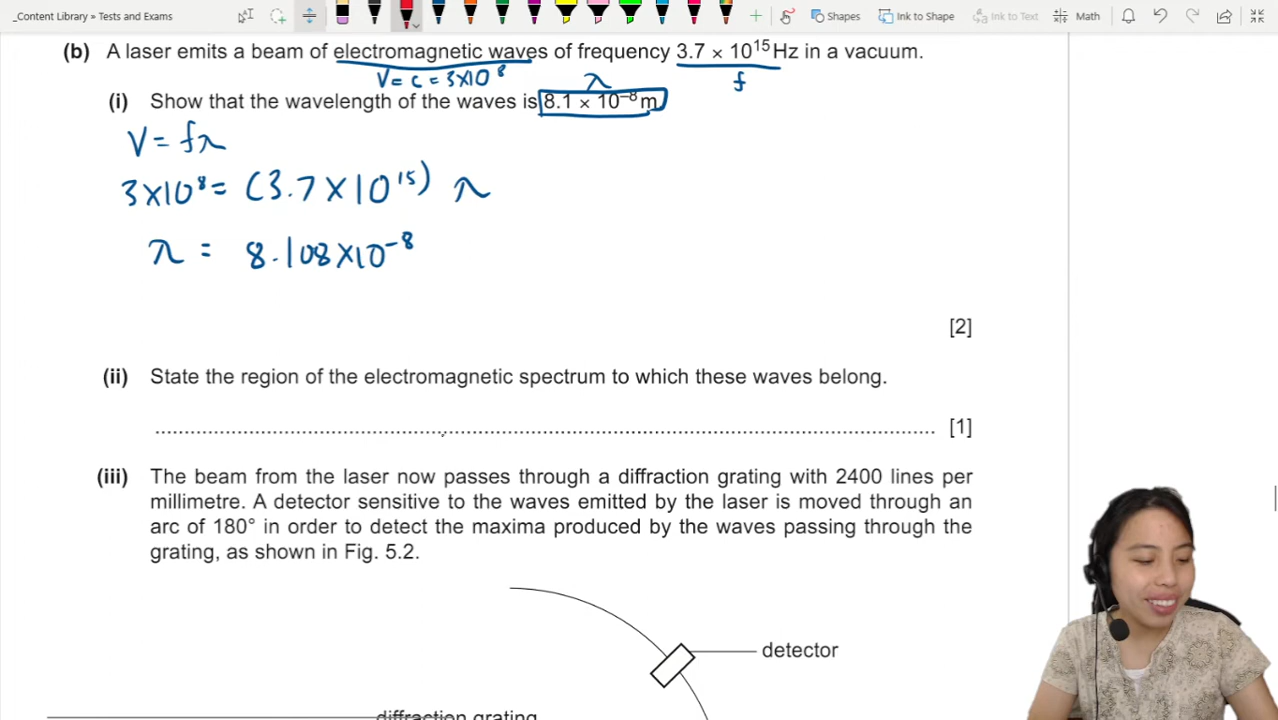 _Content Library » Tests and Exams
Shapes
Ink to Shape
Ink to Text
Math
(b) A laser emits a beam of electromagnetic waves of frequency 3.7 × 10¹⁵ Hz in a vacuum.
V = C = 3×10⁸
λ
f
(i) Show that the wavelength of the waves is 8.1 × 10⁻⁸ m
V = fλ
3×10⁸ = (3.7 × 10¹⁵) λ
λ = 8.108×10⁻⁸
[2]
(ii) State the region of the electromagnetic spectrum to which these waves belong.
[1]
(iii) The beam from the laser now passes through a diffraction grating with 2400 lines per
millimetre. A detector sensitive to the waves emitted by the laser is moved through an
arc of 180° in order to detect the maxima produced by the waves passing through the
grating, as shown in Fig. 5.2.
detector
diffraction grating